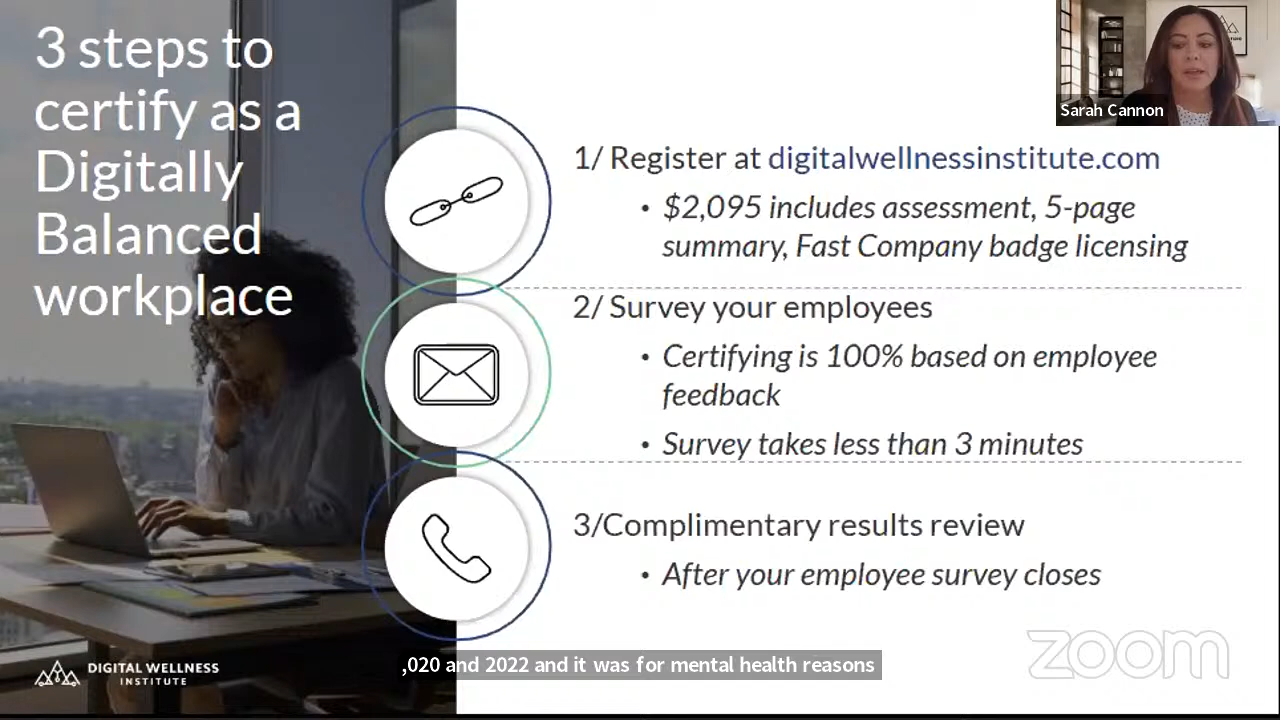 3 steps to
certify as a
Digitally
Balanced
workplace
Sarah Cannon
1/ Register at digitalwellnessinstitute.com
• $2,095 includes assessment, 5-page
summary, Fast Company badge licensing
2/ Survey your employees
• Certifying is 100% based on employee
feedback
• Survey takes less than 3 minutes
3/Complimentary results review
• After your employee survey closes
DIGITAL WELLNESS
INSTITUTE
,020 and 2022 and it was for mental health reasons
zoom